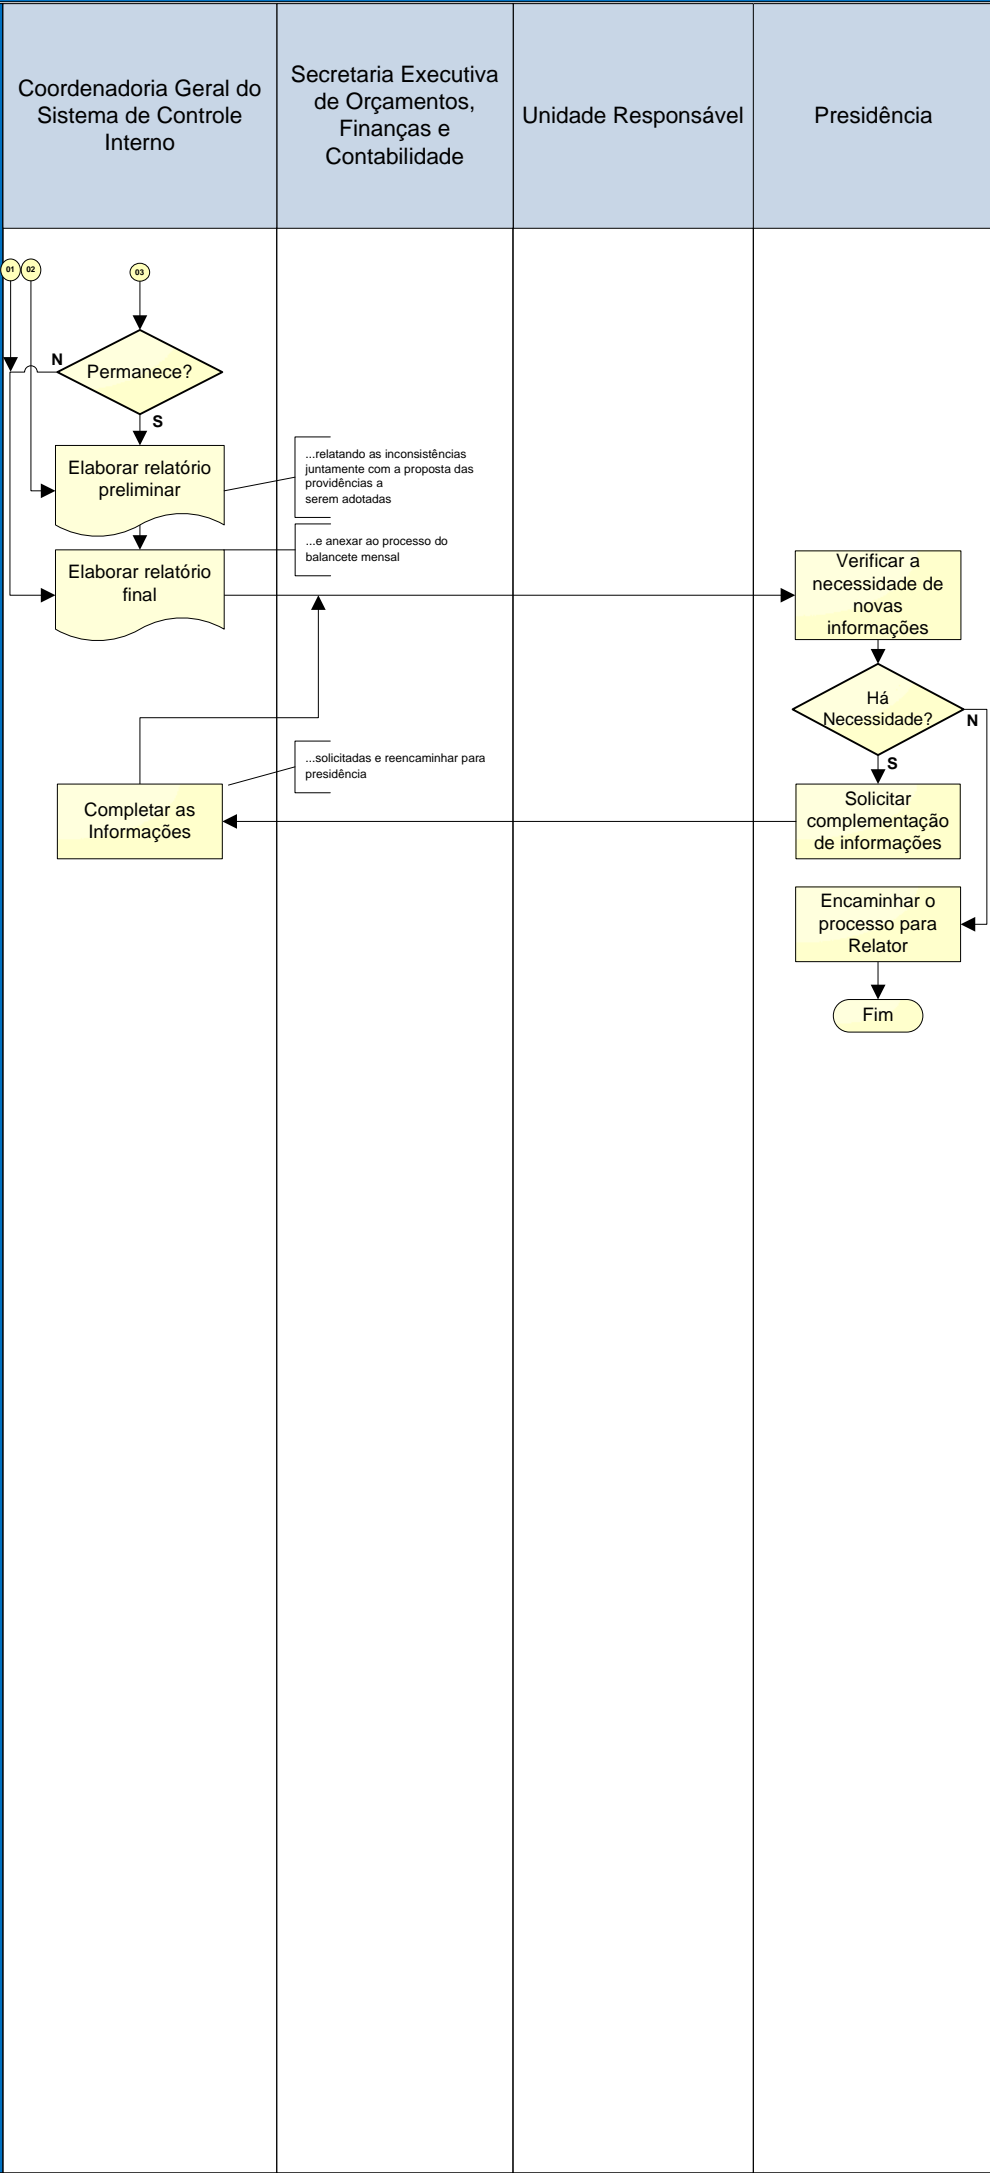 Coordenadoria Geral do
Sistema de Controle
Interno
Secretaria Executiva
de Orçamentos,
Finanças e
Contabilidade
Unidade Responsável
Presidência
01
02
03
Permanece?
N
S
Elaborar relatório
preliminar
...relatando as inconsistências
juntamente com a proposta das
providências a
serem adotadas
Elaborar relatório
final
...e anexar ao processo do
balancete mensal
Verificar a
necessidade de
novas
informações
Há
Necessidade?
N
S
Solicitar
complementação
de informações
...solicitadas e reencaminhar para
presidência
Completar as
Informações
Encaminhar o
processo para
Relator
Fim